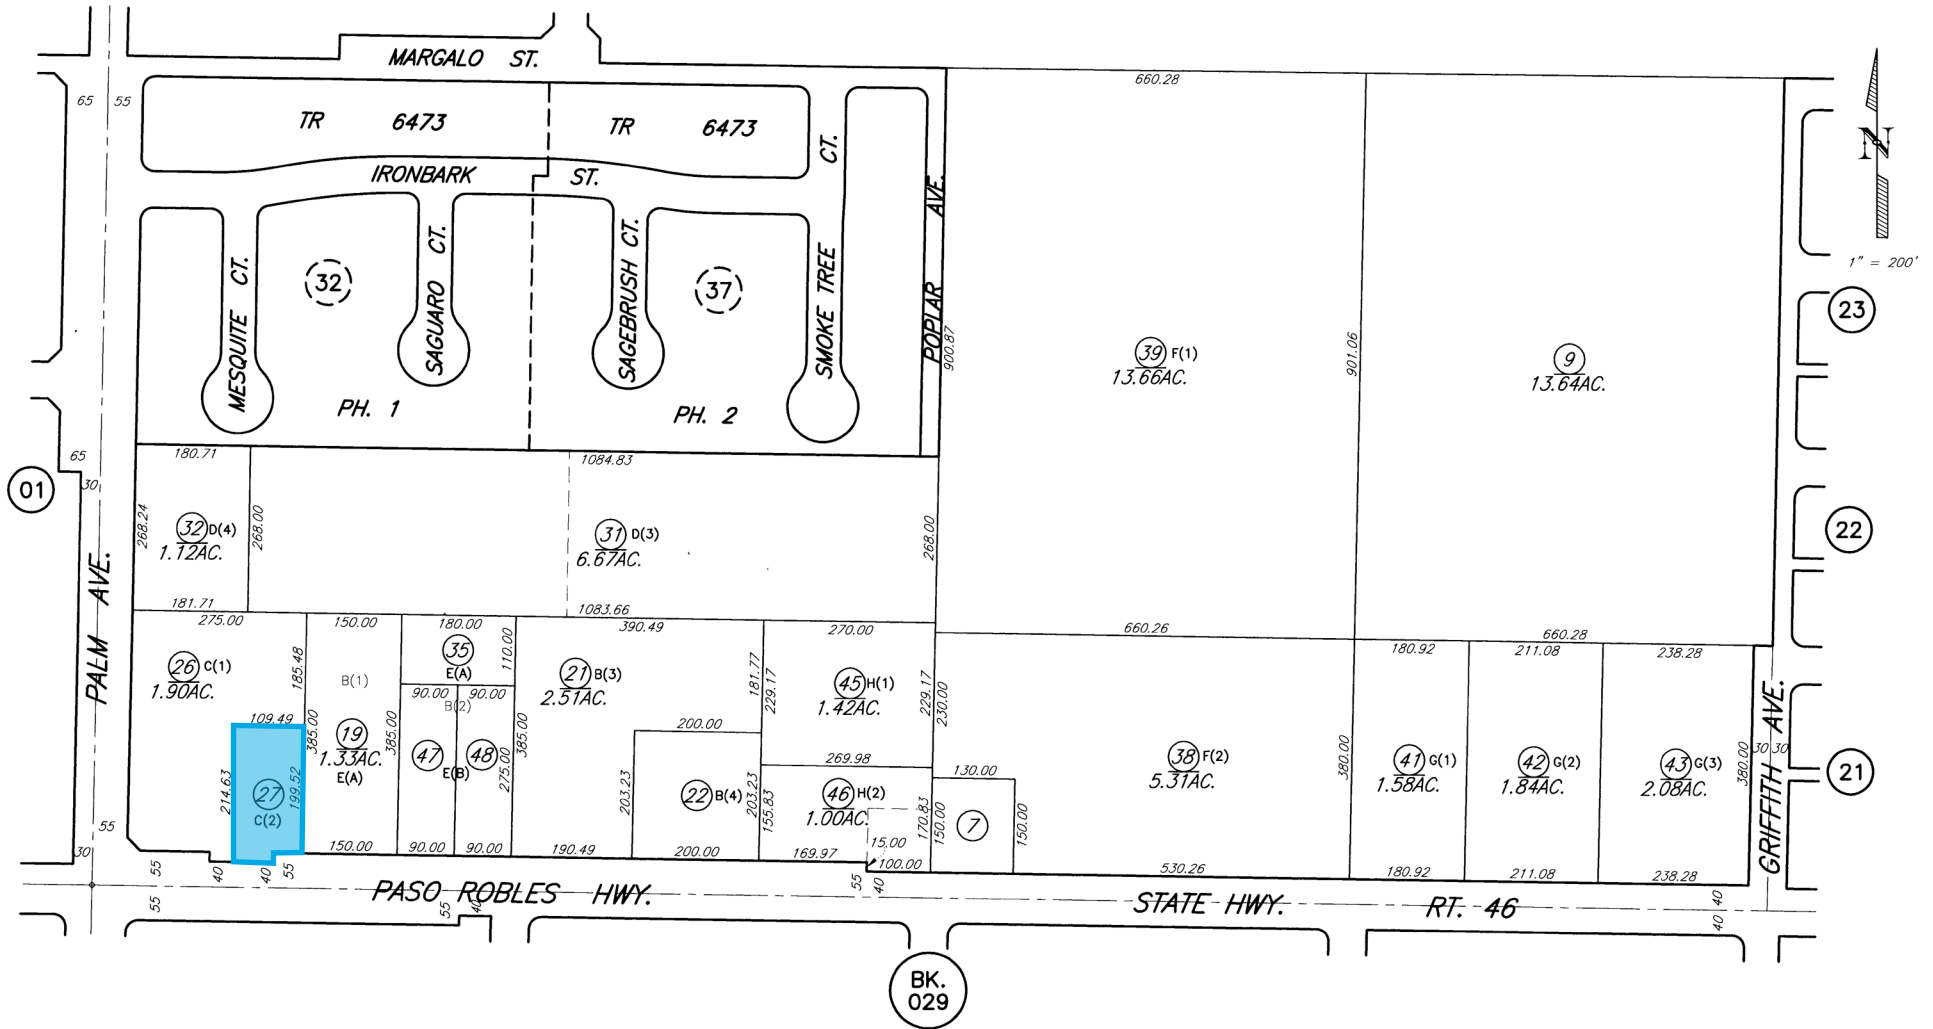 MARGALO ST.
65 55
TR 6473 TR 6473
IRONBARK ST.
MESQUITE CT.
SAGUARO CT.
SAGEBRUSH CT.
SMOKE TREE CT.
POPLAR AVE.
32
37
PH. 1
PH. 2
660.28
900.87
901.06
39 F(1)
13.66AC.
9
13.64AC.
N
1" = 200'
23
22
21
01
65
30
PALM AVE.
180.71
1084.83
268.24
268.00
268.00
32 D(4)
1.12AC.
31 D(3)
6.67AC.
181.71
1083.66
275.00
150.00
180.00
390.49
270.00
660.26
660.28
26 C(1)
1.90AC.
185.48
109.49
214.63
199.52
27
C(2)
B(1)
385.00
19
1.33AC.
E(A)
385.00
35
E(A)
110.00
90.00 90.00
B(2)
47
E(B)
48
275.00
385.00
21 B(3)
2.51AC.
200.00
203.23
22 B(4)
203.23
181.77
229.17
45 H(1)
1.42AC.
229.17
230.00
269.98
155.83
46 H(2)
1.00AC.
170.83
150.00
15.00
130.00
7
150.00
38 F(2)
5.31AC.
380.00
180.92
211.08
238.28
41 G(1)
1.58AC.
42 G(2)
1.84AC.
43 G(3)
2.08AC.
380.00
30 30
GRIFFITH AVE.
55
30
150.00
90.00
90.00
190.49
200.00
169.97
100.00
530.26
180.92
211.08
238.28
55
40
40
55
55
40
55
55
40
40
40
PASO ROBLES HWY.
STATE HWY. RT. 46
BK.
029